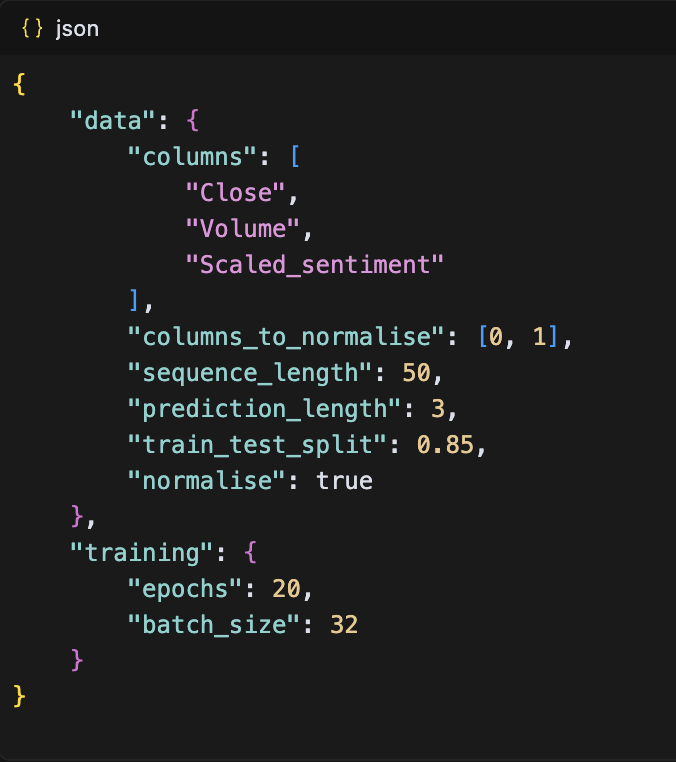 {} json
{
    "data": {
        "columns": [
            "Close",
            "Volume",
            "Scaled_sentiment"
        ],
        "columns_to_normalise": [0, 1],
        "sequence_length": 50,
        "prediction_length": 3,
        "train_test_split": 0.85,
        "normalise": true
    },
    "training": {
        "epochs": 20,
        "batch_size": 32
    }
}